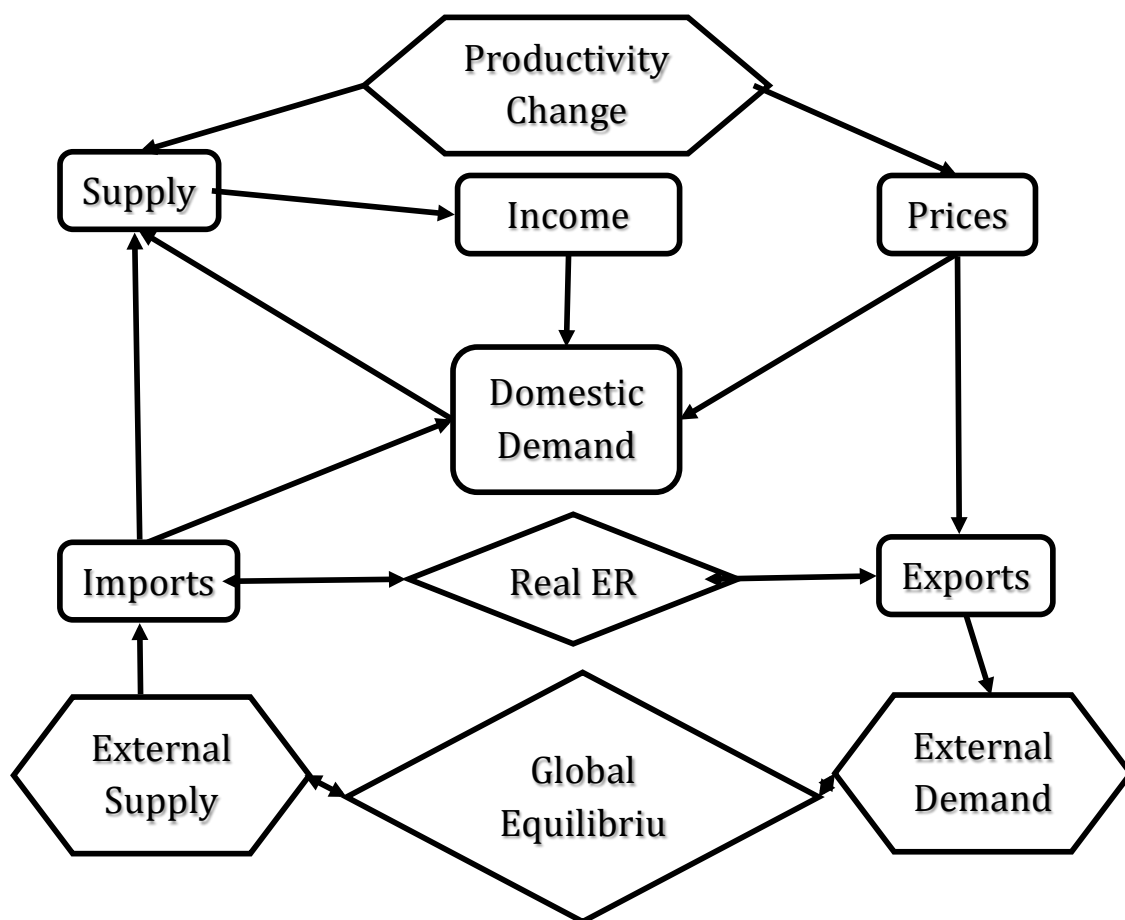 Productivity
Change
Supply
Income
Prices
Domestic
Demand
Imports
Real ER
Exports
External
Supply
Global
Equilibriu
External
Demand